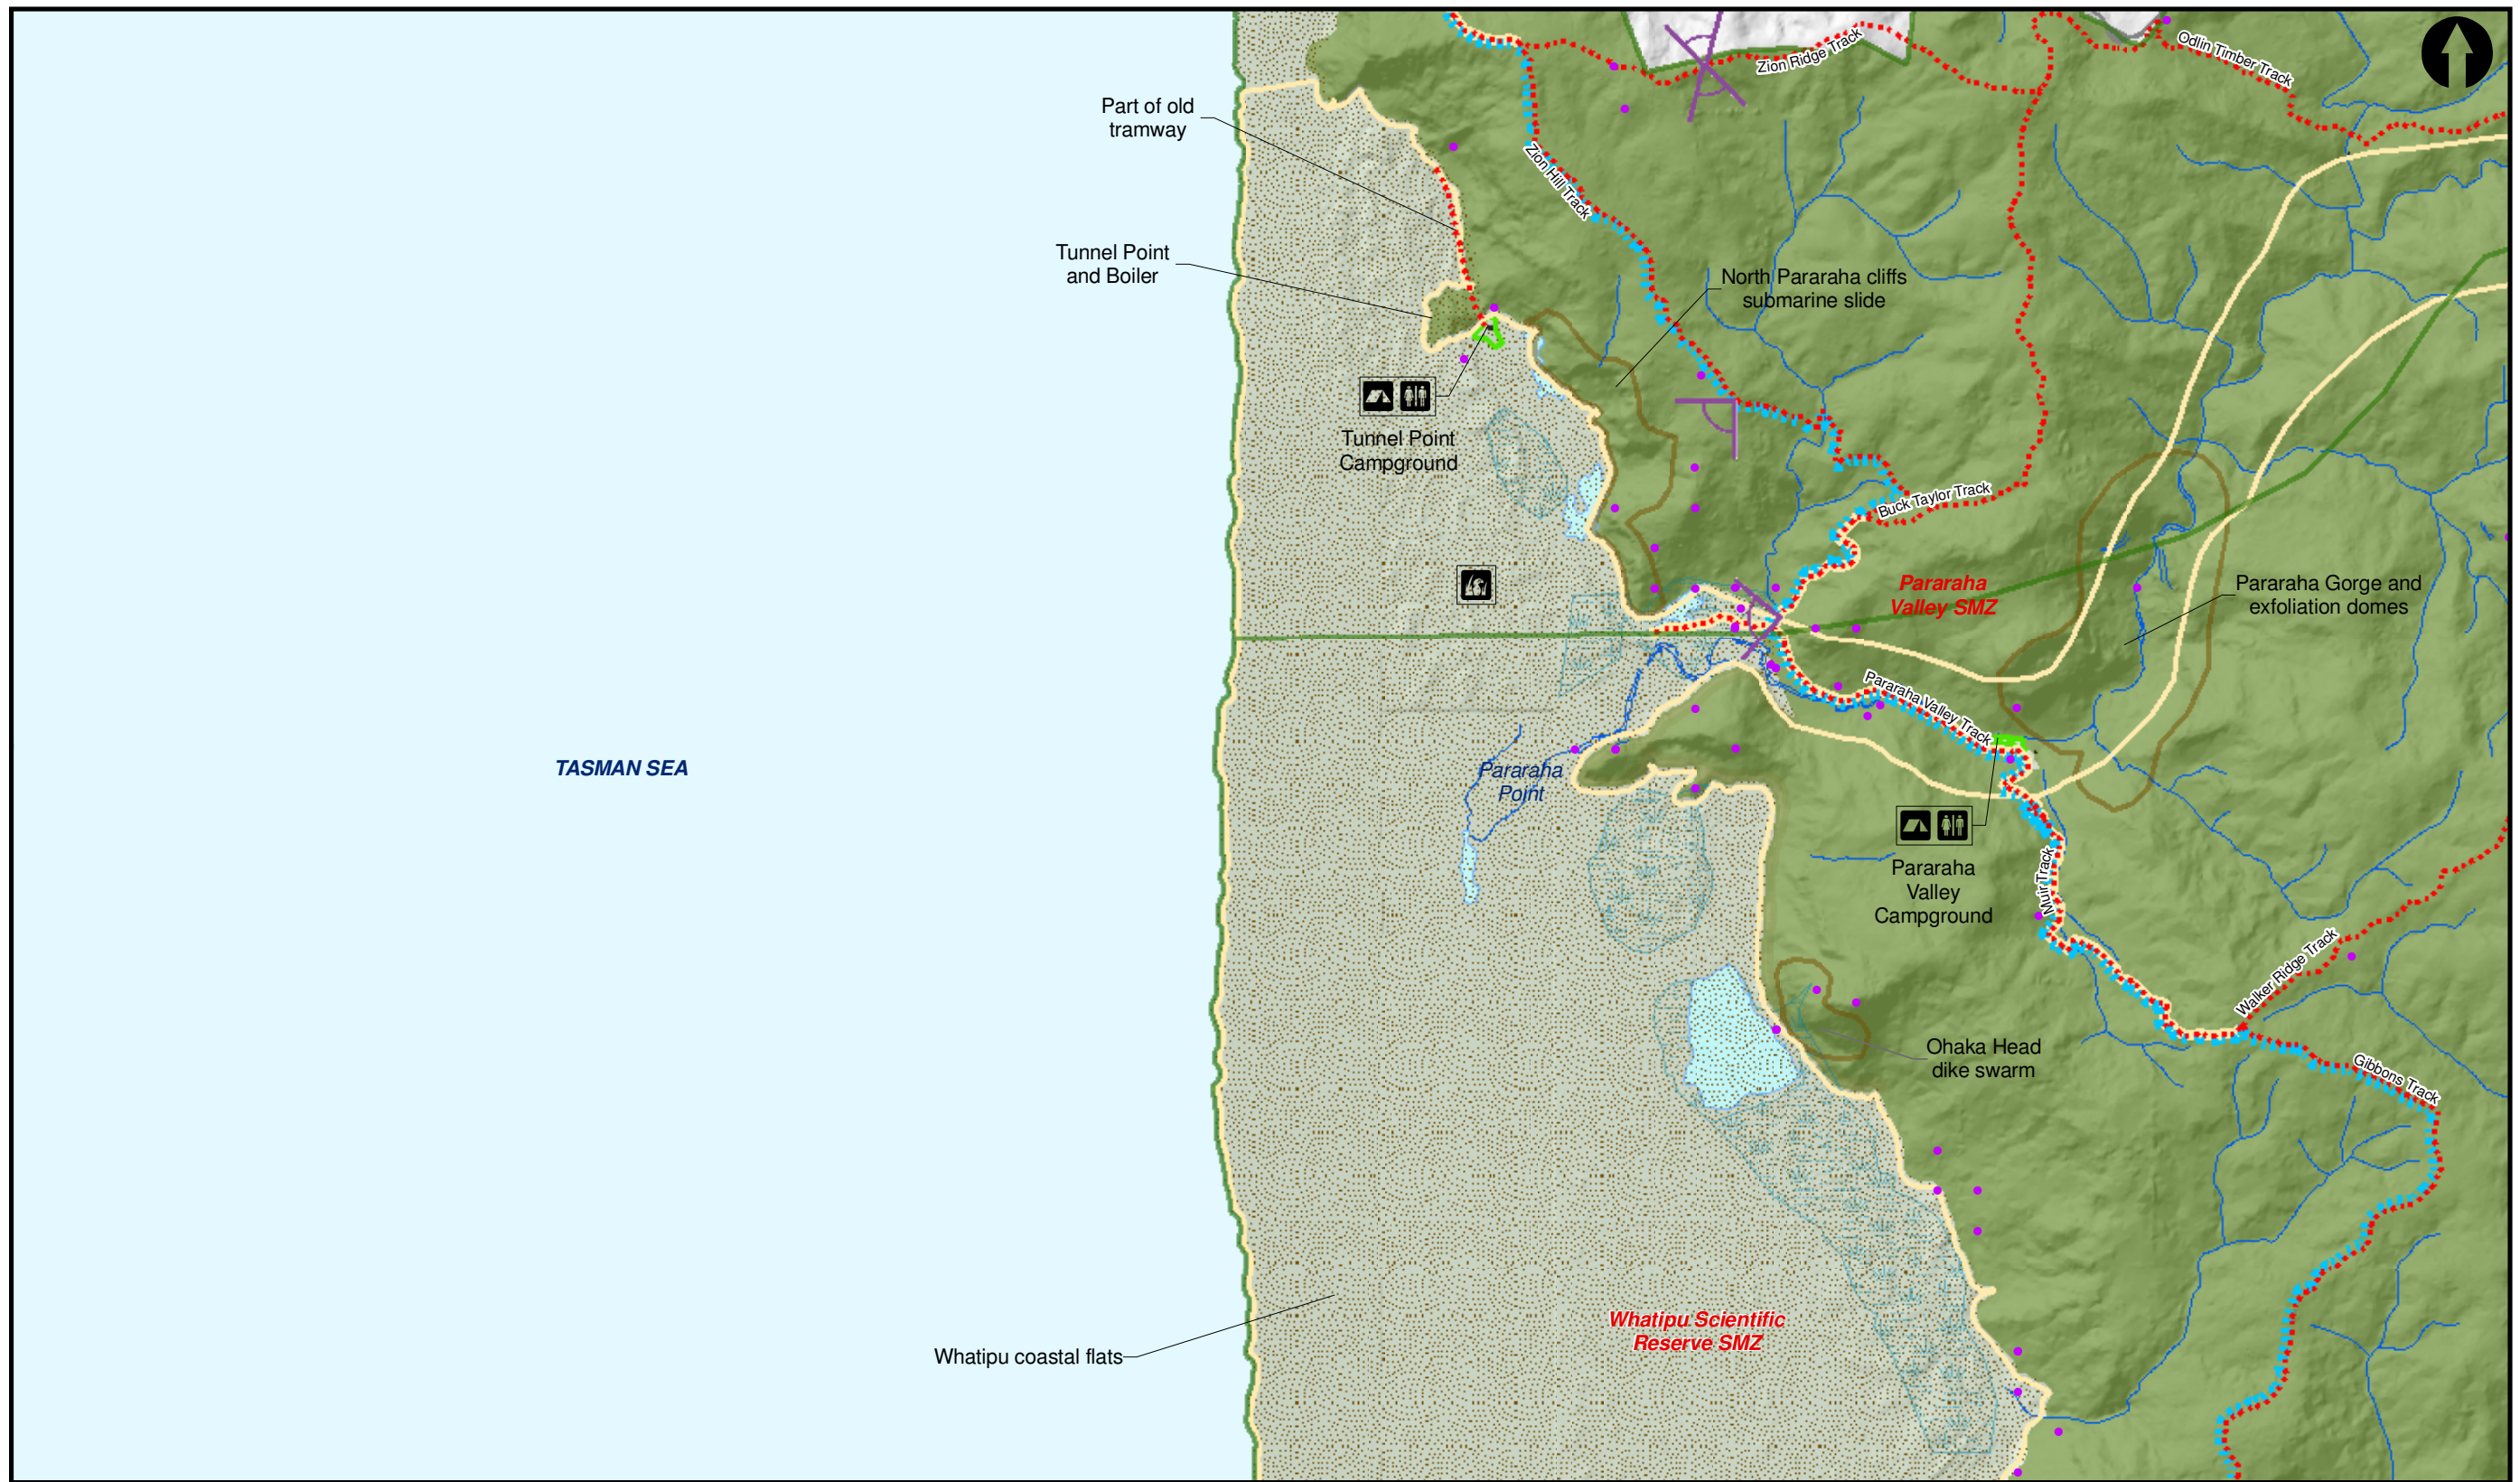 Odlin Timber Track
Zion Ridge Track
Part of old
tramway
Zion Hill Track
Tunnel Point
and Boiler
North Pararaha cliffs
submarine slide
Tunnel Point
Campground
Buck Taylor Track
Pararaha
Valley SMZ
Pararaha Gorge and
exfoliation domes
Pararaha Valley Track
TASMAN SEA
Pararaha
Point
Pararaha
Valley
Campground
Muir Track
Walker Ridge Track
Ohaka Head
dike swarm
Gibbons Track
Whatipu Scientific
Reserve SMZ
Whatipu coastal flats